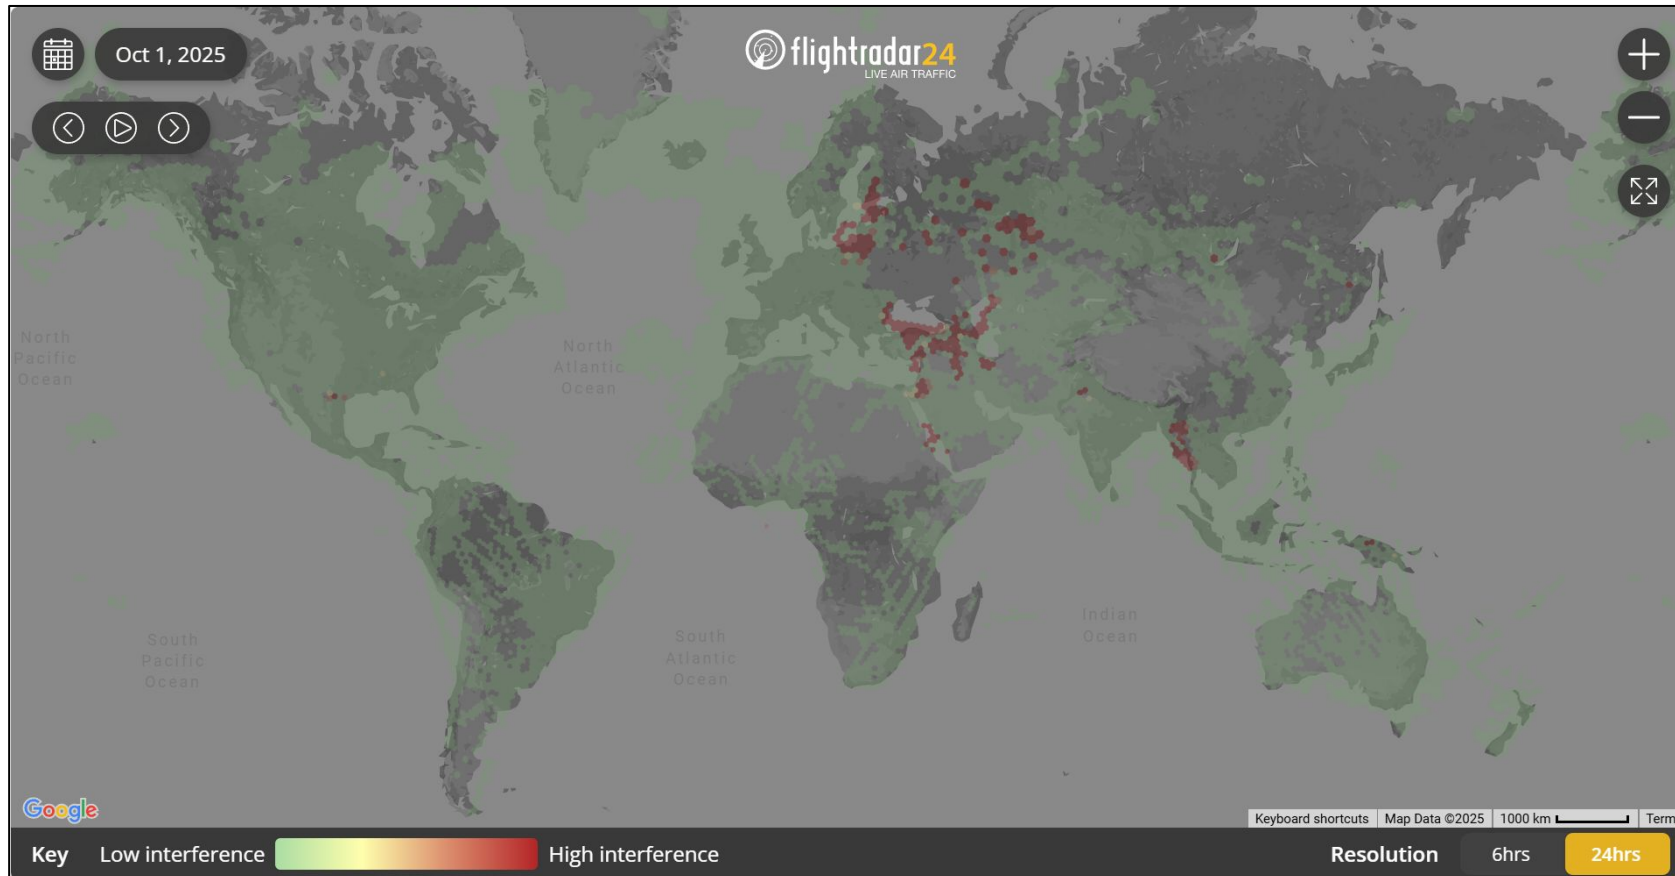 Oct 1, 2025
flightradar24
LIVE AIR TRAFFIC
North
Pacific
Ocean
North
Atlantic
Ocean
South
Pacific
Ocean
South
Atlantic
Ocean
Indian
Ocean
Google
Keyboard shortcuts
Map Data ©2025
1000 km
Term
Key
Low interference
High interference
Resolution
6hrs
24hrs